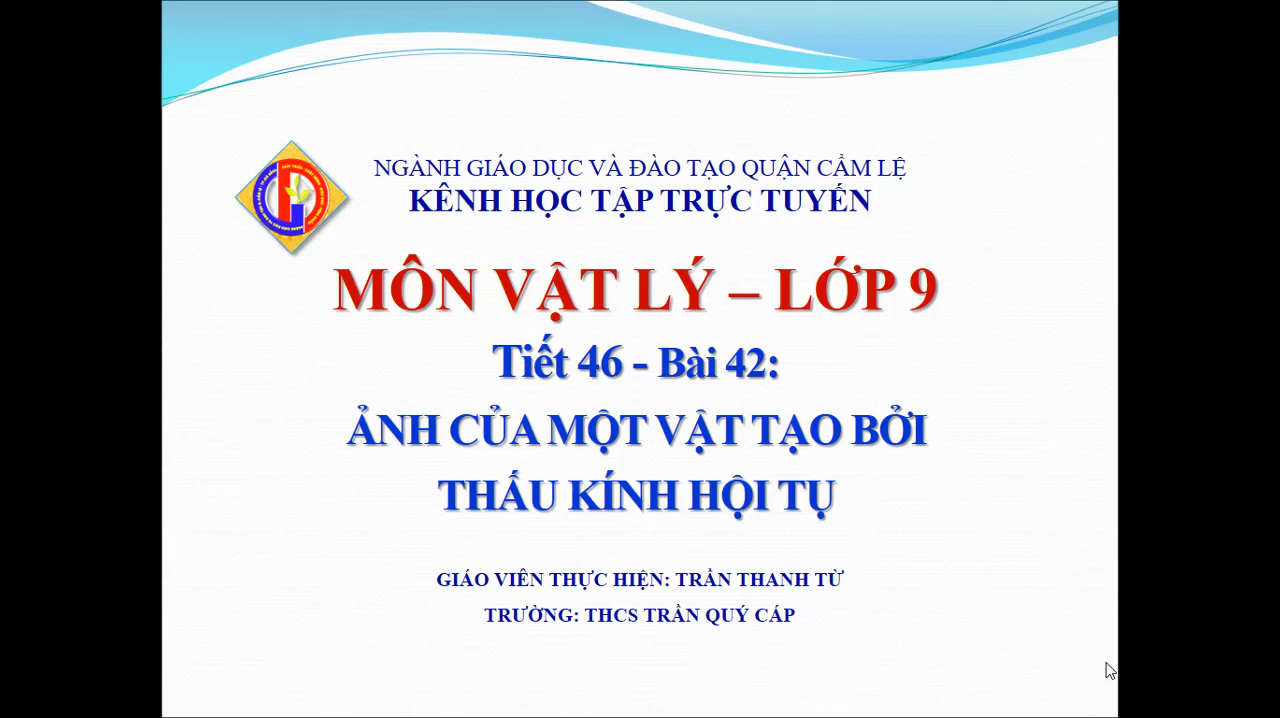 NGÀNH GIÁO DỤC VÀ ĐÀO TẠO QUẬN CẨM LỆ
KÊNH HỌC TẬP TRỰC TUYẾN
MÔN VẬT LÝ – LỚP 9
Tiết 46 - Bài 42:
ẢNH CỦA MỘT VẬT TẠO BỞI
THẤU KÍNH HỘI TỤ
GIÁO VIÊN THỰC HIỆN: TRẦN THANH TỪ
TRƯỜNG: THCS TRẦN QUÝ CÁP